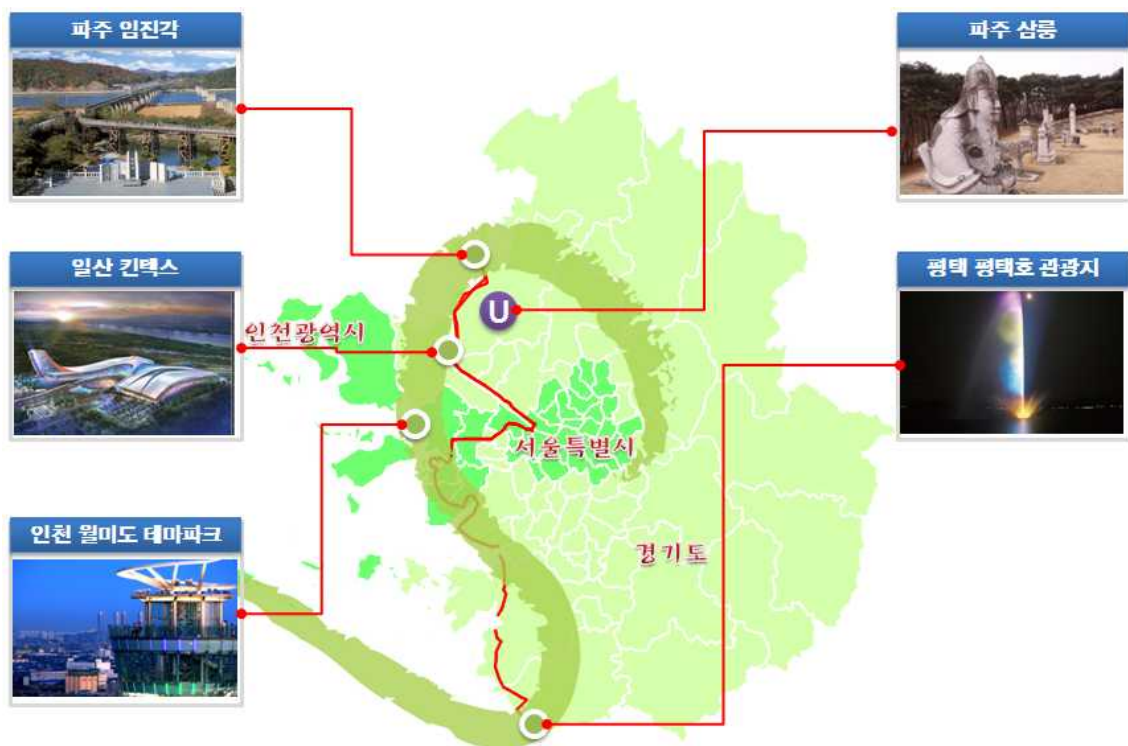 파주 임진각
파주 삼릉
일산 킨텍스
평택 평택호 관광지
인천광역시
U
서울특별시
인천 월미도 테마파크
경기도